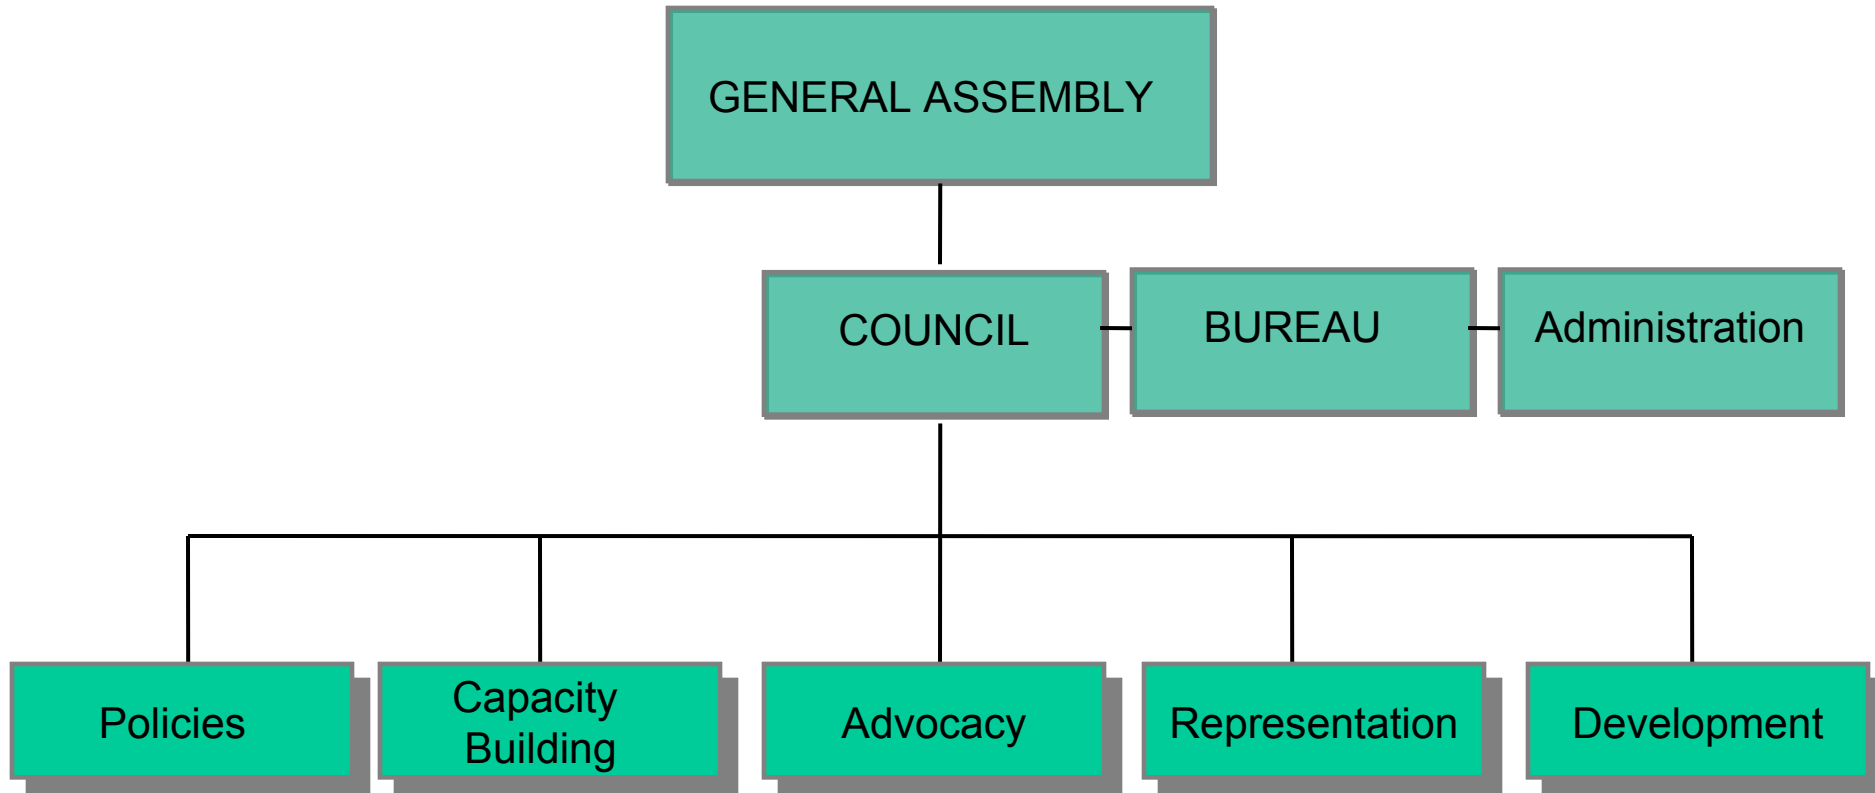 GENERAL ASSEMBLY
COUNCIL
BUREAU
Administration
Policies
Capacity
Building
Advocacy
Representation
Development